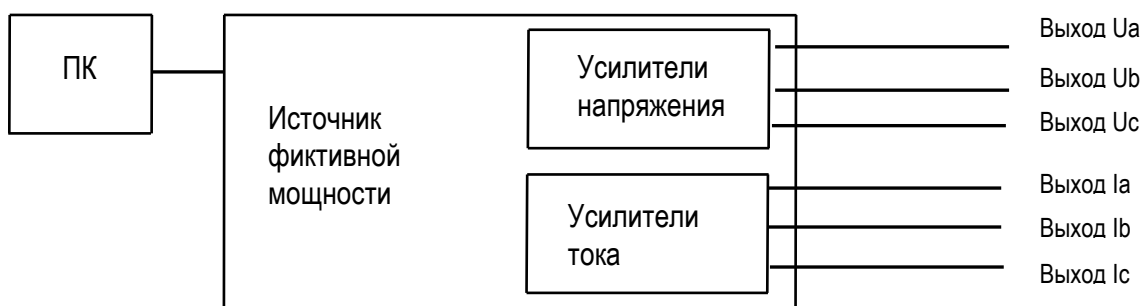 ПК
Источник
фиктивной
мощности
Усилители
напряжения
Усилители
тока
Выход Ua
Выход Ub
Выход Uc
Выход Ia
Выход Ib
Выход Ic